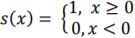 s(x) = {1, x ≥ 0
0, x < 0